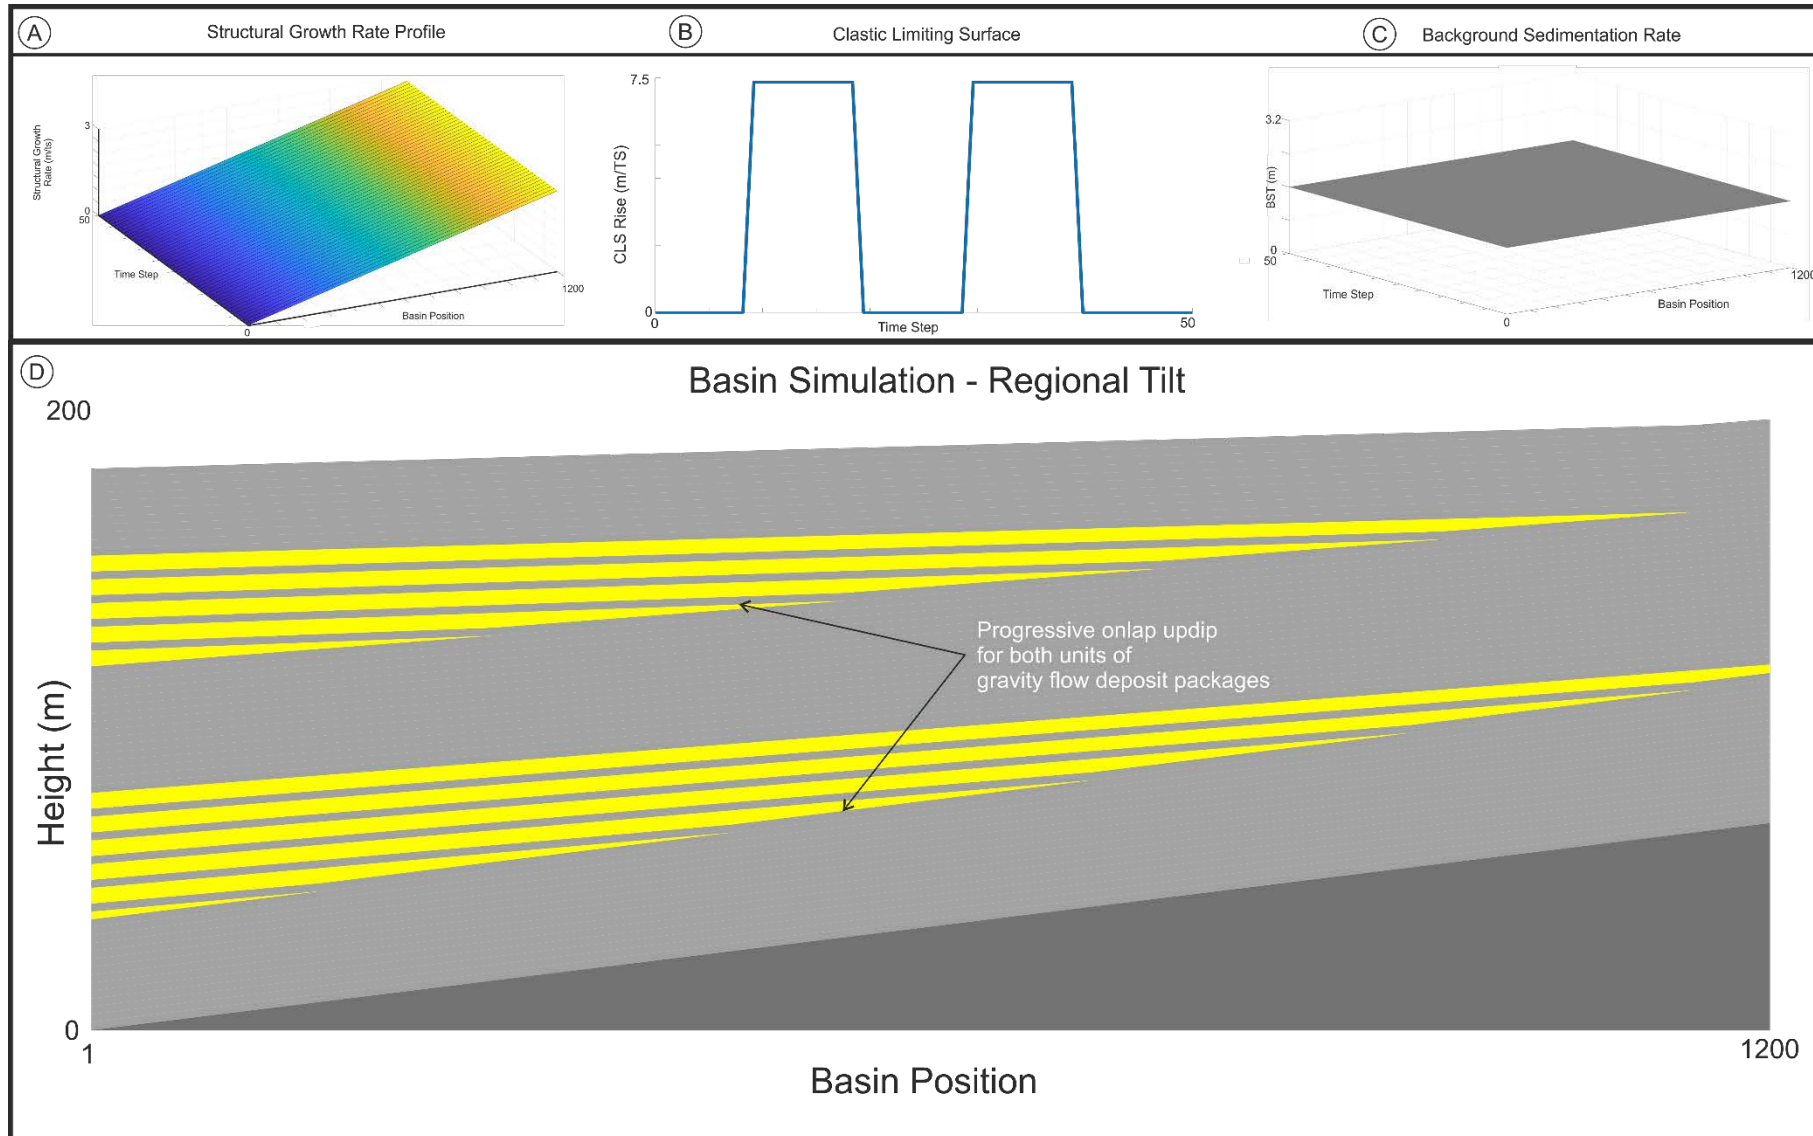 A
Structural Growth Rate Profile
B
Clastic Limiting Surface
C
Background Sedimentation Rate
3
Structural Growth
Rate (m/ts)
0
50
Time Step
0
Basin Position
1200
7.5
CLS Rise (m/TS)
0
0
Time Step
50
3.2
BST (m)
0
50
Time Step
0
Basin Position
1200
D
Basin Simulation - Regional Tilt
200
Height (m)
Progressive onlap updip
for both units of
gravity flow deposit packages
0
1
1200
Basin Position